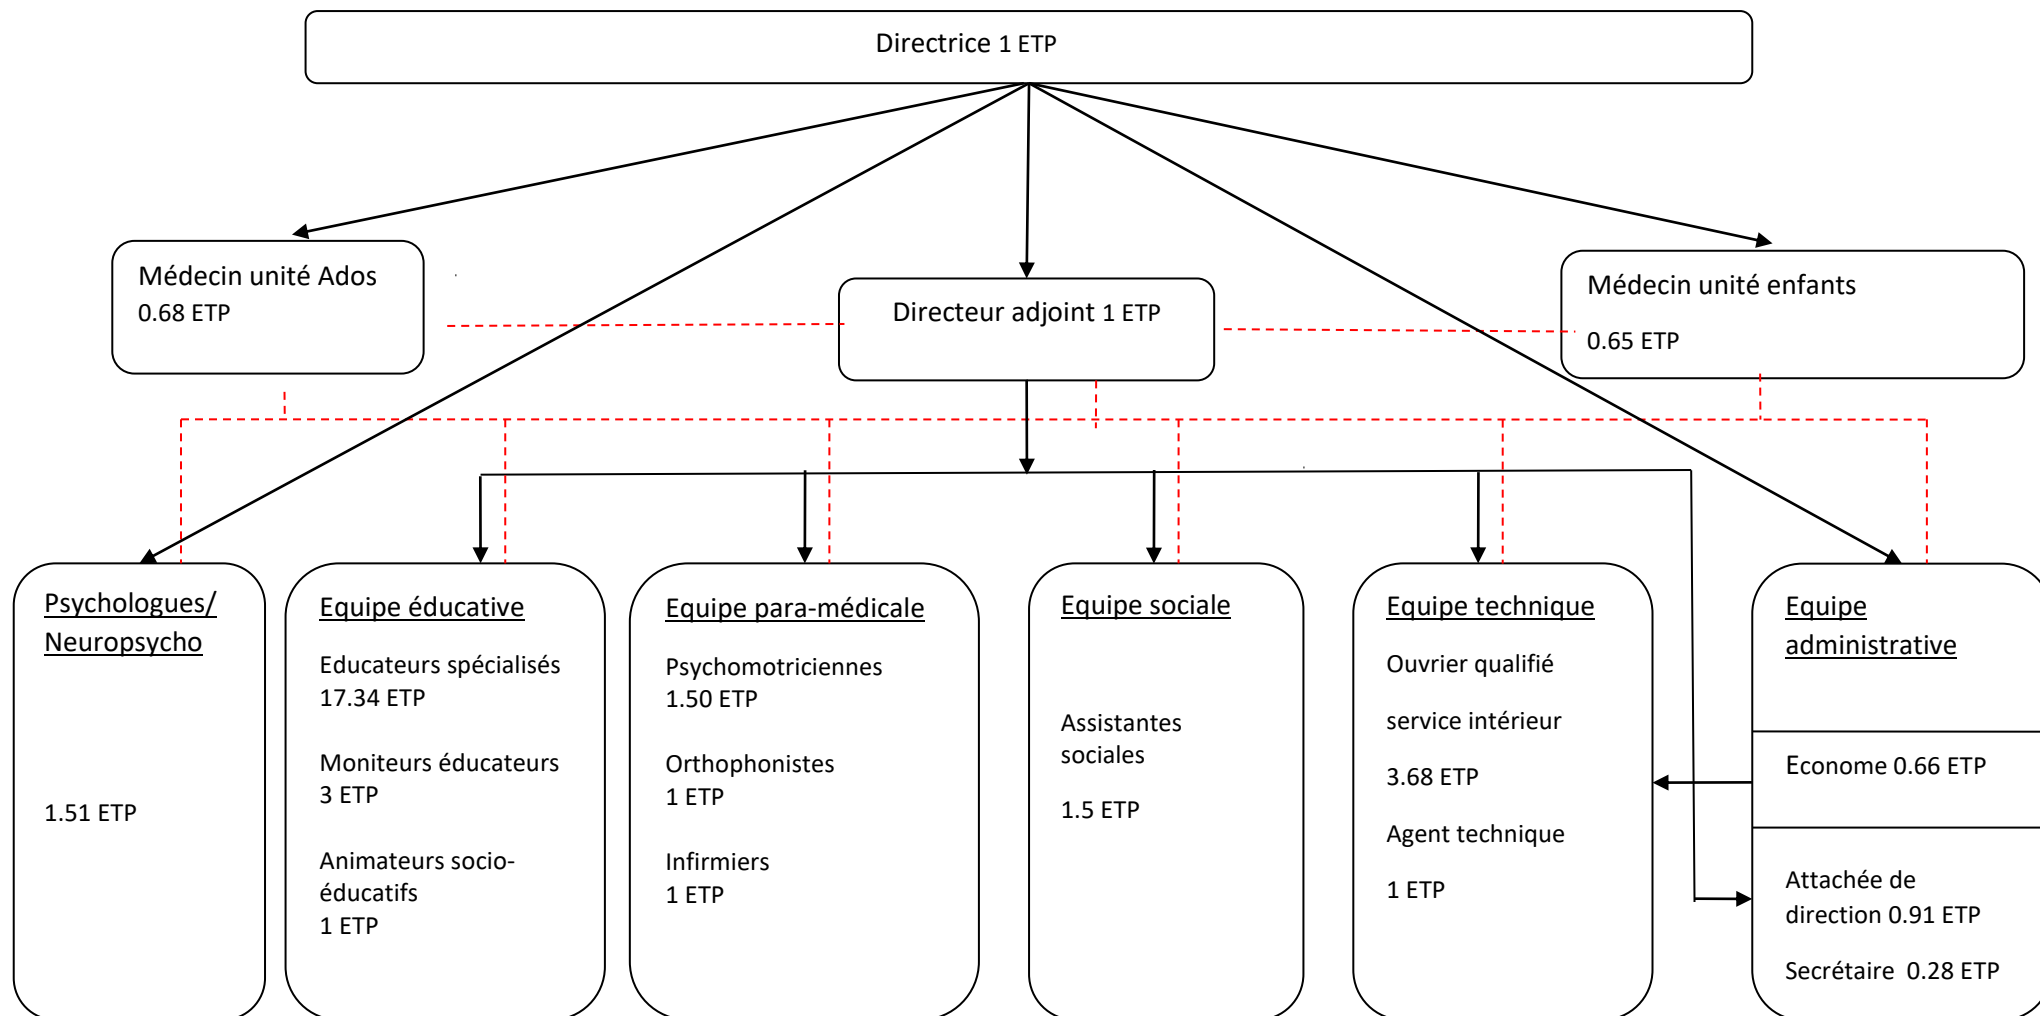 Directrice 1 ETP
Médecin unité Ados
0.68 ETP
Directeur adjoint 1 ETP
Médecin unité enfants
0.65 ETP
Psychologues/
Neuropsycho
1.51 ETP
Equipe éducative
Educateurs spécialisés
17.34 ETP
Moniteurs éducateurs
3 ETP
Animateurs socio-
éducatifs
1 ETP
Equipe para-médicale
Psychomotriciennes
1.50 ETP
Orthophonistes
1 ETP
Infirmiers
1 ETP
Equipe sociale
Assistantes
sociales
1.5 ETP
Equipe technique
Ouvrier qualifié
service intérieur
3.68 ETP
Agent technique
1 ETP
Equipe
administrative
Econome 0.66 ETP
Attachée de
direction 0.91 ETP
Secrétaire  0.28 ETP